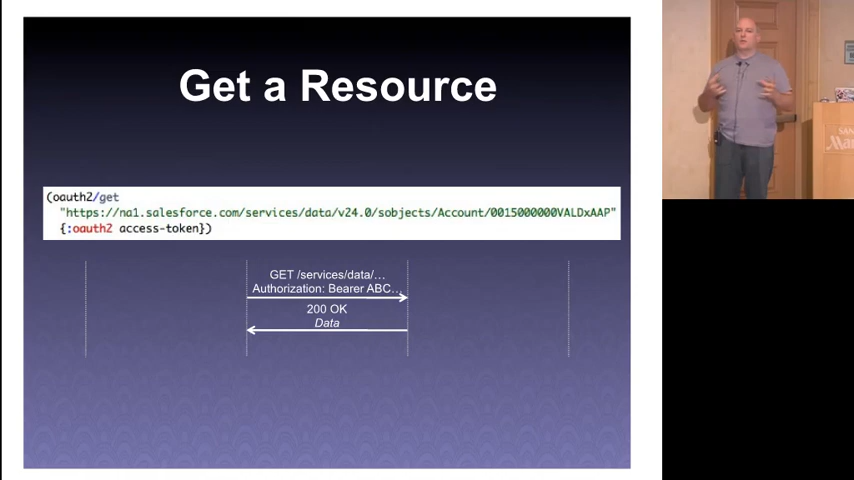 Get a Resource
(oauth2/get
"https://na1.salesforce.com/services/data/v24.0/sobjects/Account/0015000000VALDxAAP"
{:oauth2 access-token})
GET /services/data/...
Authorization: Bearer ABC...
200 OK
Data